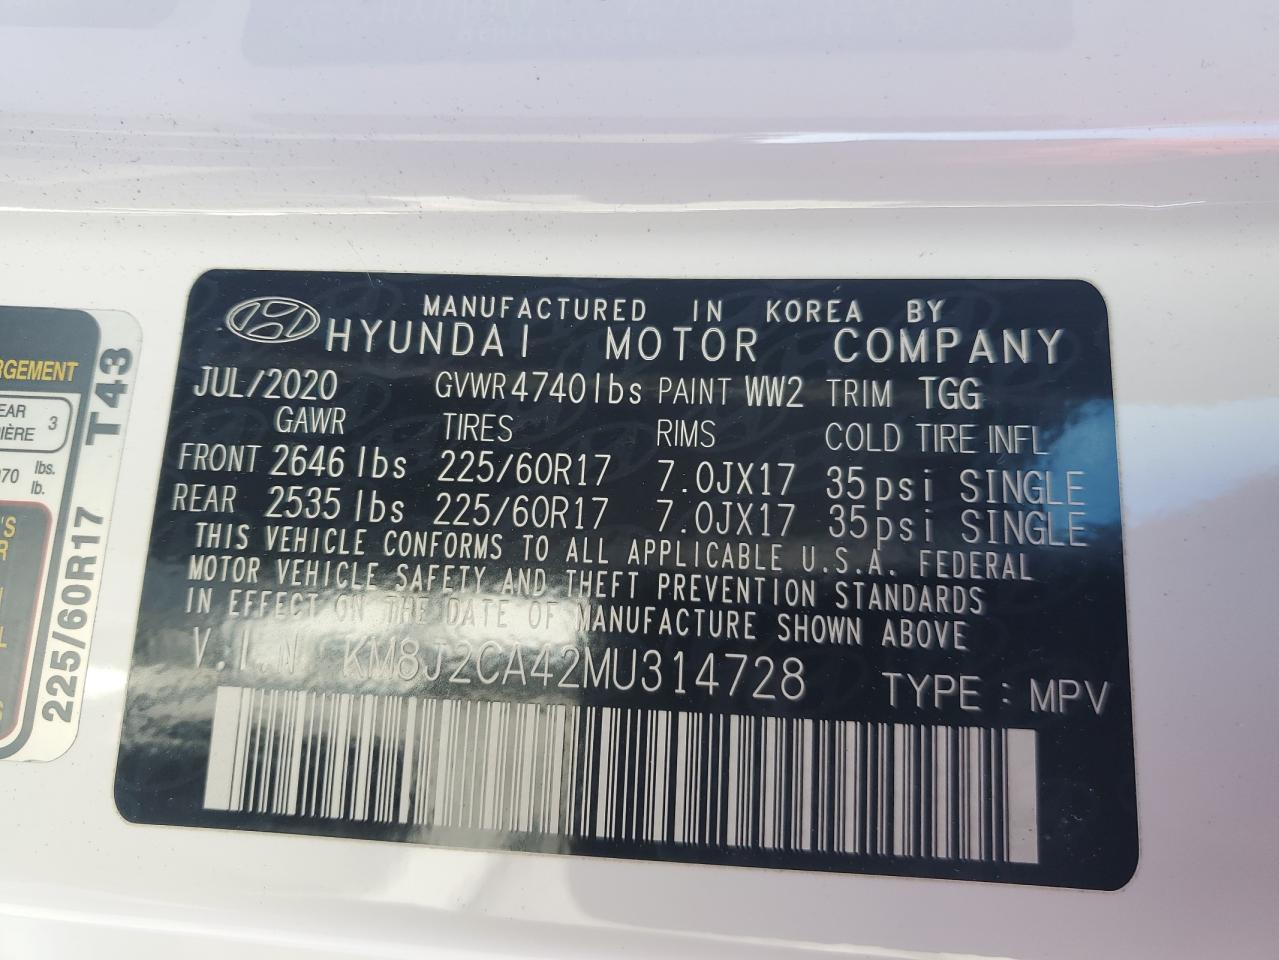 MANUFACTURED IN KOREA BY
HYUNDAI MOTOR COMPANY
JUL/2020 GVWR 4740lbs PAINT WW2 TRIM TGG
GAWR TIRES RIMS COLD TIRE INFL
FRONT 2646 lbs 225/60R17 7.0JX17 35psi SINGLE
REAR 2535 lbs 225/60R17 7.0JX17 35psi SINGLE
THIS VEHICLE CONFORMS TO ALL APPLICABLE U.S.A. FEDERAL
MOTOR VEHICLE SAFETY AND THEFT PREVENTION STANDARDS
IN EFFECT ON THE DATE OF MANUFACTURE SHOWN ABOVE
V.I.N KM8J2CA42MU314728 TYPE : MPV
225/60R17 T43
3
lbs.
lb.